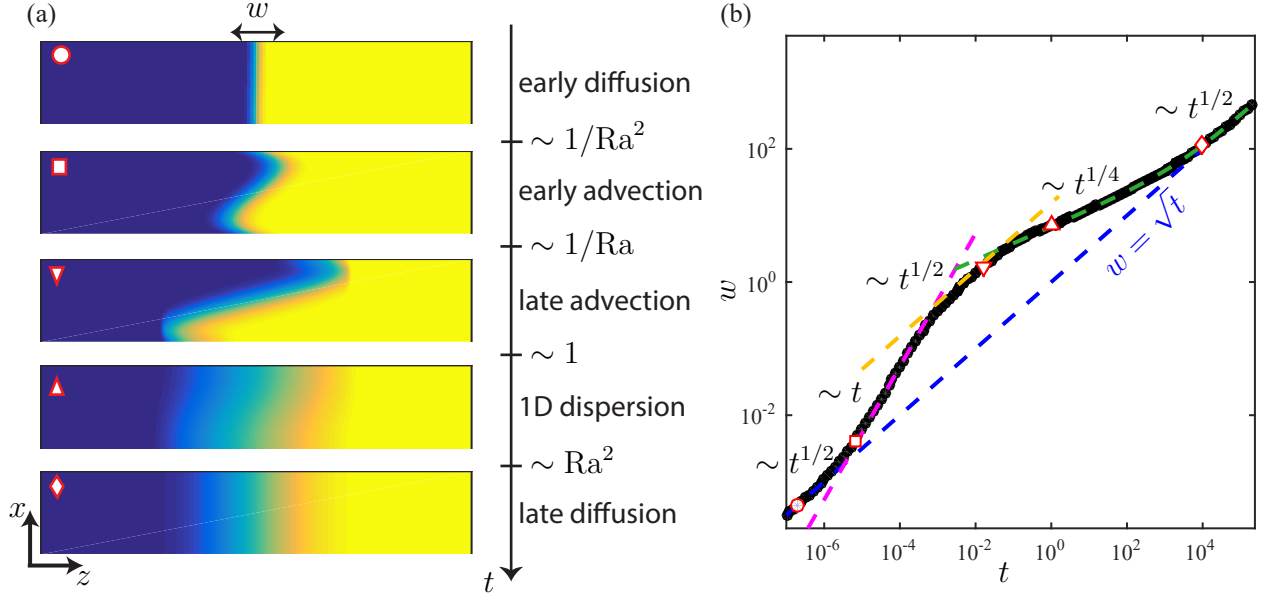 (a)
w
early diffusion
∼ 1/Ra²
early advection
∼ 1/Ra
late advection
∼ 1
1D dispersion
∼ Ra²
late diffusion
x
z
t
(b)
w
10²
10⁰
10⁻²
∼ t^{1/2}
∼ t^{1/4}
w = √t
∼ t^{1/2}
∼ t
∼ t^{1/2}
10⁻⁶ 10⁻⁴ 10⁻² 10⁰ 10² 10⁴
t